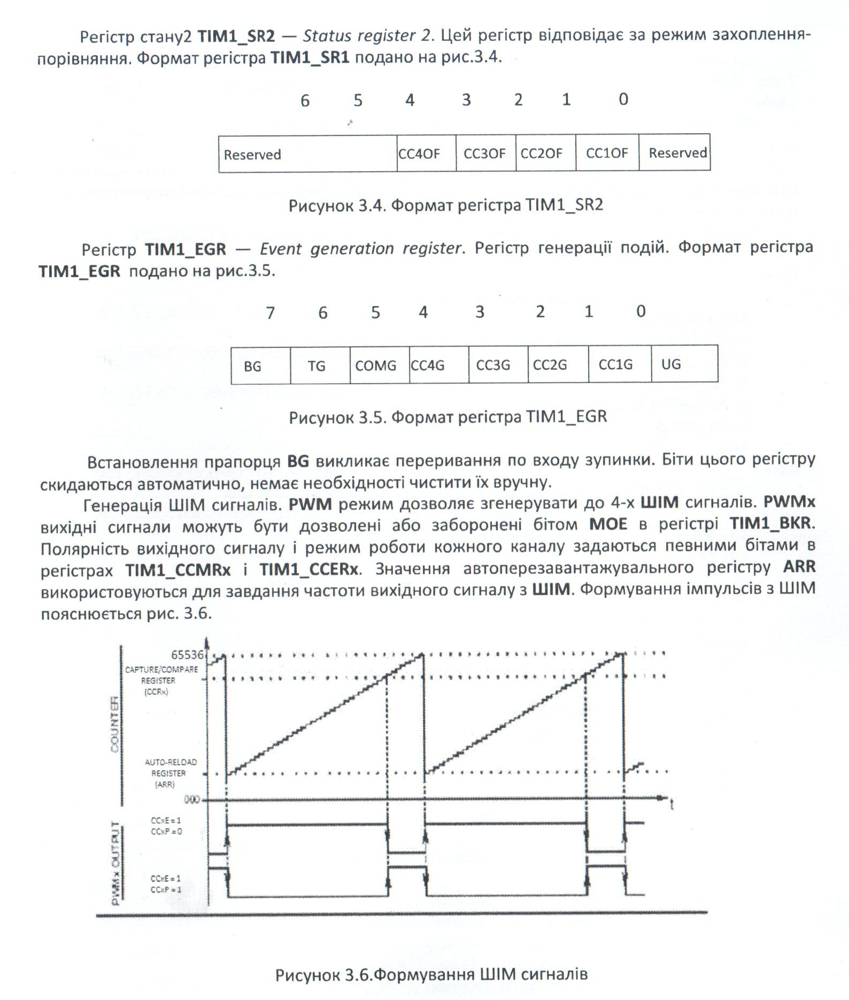 Регістр стану2 TIM1_SR2 — Status register 2. Цей регістр відповідає за режим захоплення-
порівняння. Формат регістра TIM1_SR1 подано на рис.3.4.
6 5 4 3 2 1 0
Reserved CC4OF CC3OF CC2OF CC1OF Reserved
Рисунок 3.4. Формат регістра TIM1_SR2
Регістр TIM1_EGR — Event generation register. Регістр генерації подій. Формат регістра
TIM1_EGR подано на рис.3.5.
7 6 5 4 3 2 1 0
BG TG COMG CC4G CC3G CC2G CC1G UG
Рисунок 3.5. Формат регістра TIM1_EGR
Встановлення прапорця BG викликає переривання по входу зупинки. Біти цього регістру
скидаються автоматично, немає необхідності чистити їх вручну.
Генерація ШІМ сигналів. PWM режим дозволяє згенерувати до 4-х ШІМ сигналів. PWMx
вихідні сигнали можуть бути дозволені або заборонені бітом MOE в регістрі TIM1_BKR.
Полярність вихідного сигналу і режим роботи кожного каналу задаються певними бітами в
регістрах TIM1_CCMRx і TIM1_CCERx. Значення автоперезавантажувального регістру ARR
використовуються для завдання частоти вихідного сигналу з ШІМ. Формування імпульсів з ШІМ
пояснюється рис. 3.6.
65536
CAPTURE/COMPARE
REGISTER
(CCRx)
COUNTER
AUTO-RELOAD
REGISTER
(ARR)
000
t
CCxE=1
CCxP=0
PWMx OUTPUT
CCxE=1
CCxP=1
Рисунок 3.6.Формування ШІМ сигналів